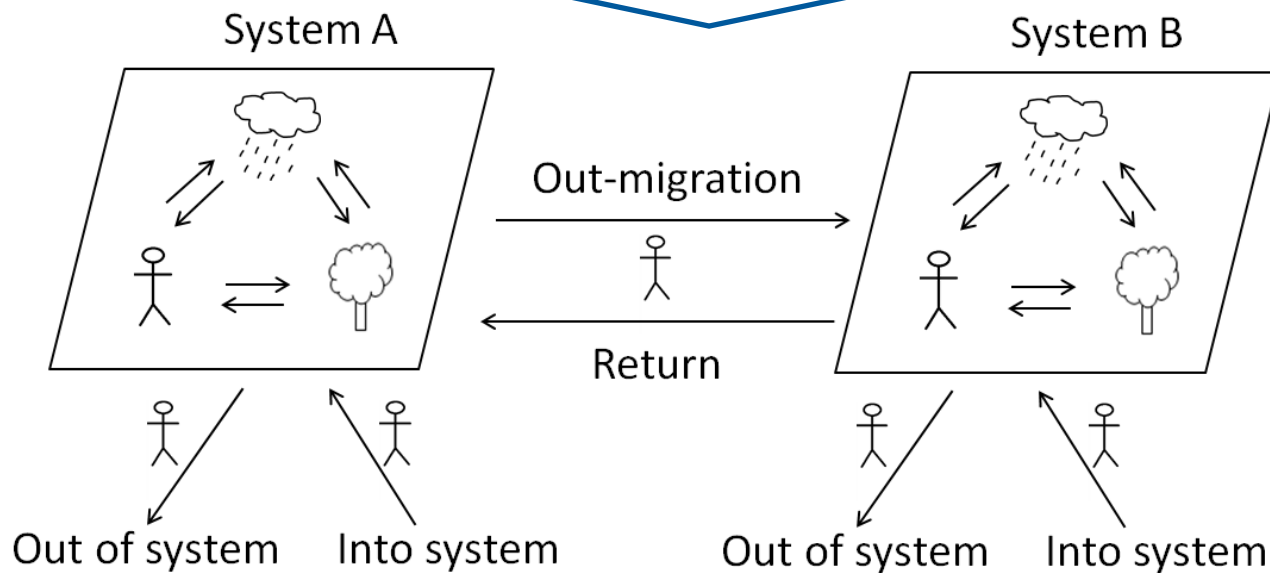 System A
System B
Out-migration
Return
Out of system
Into system
Out of system
Into system